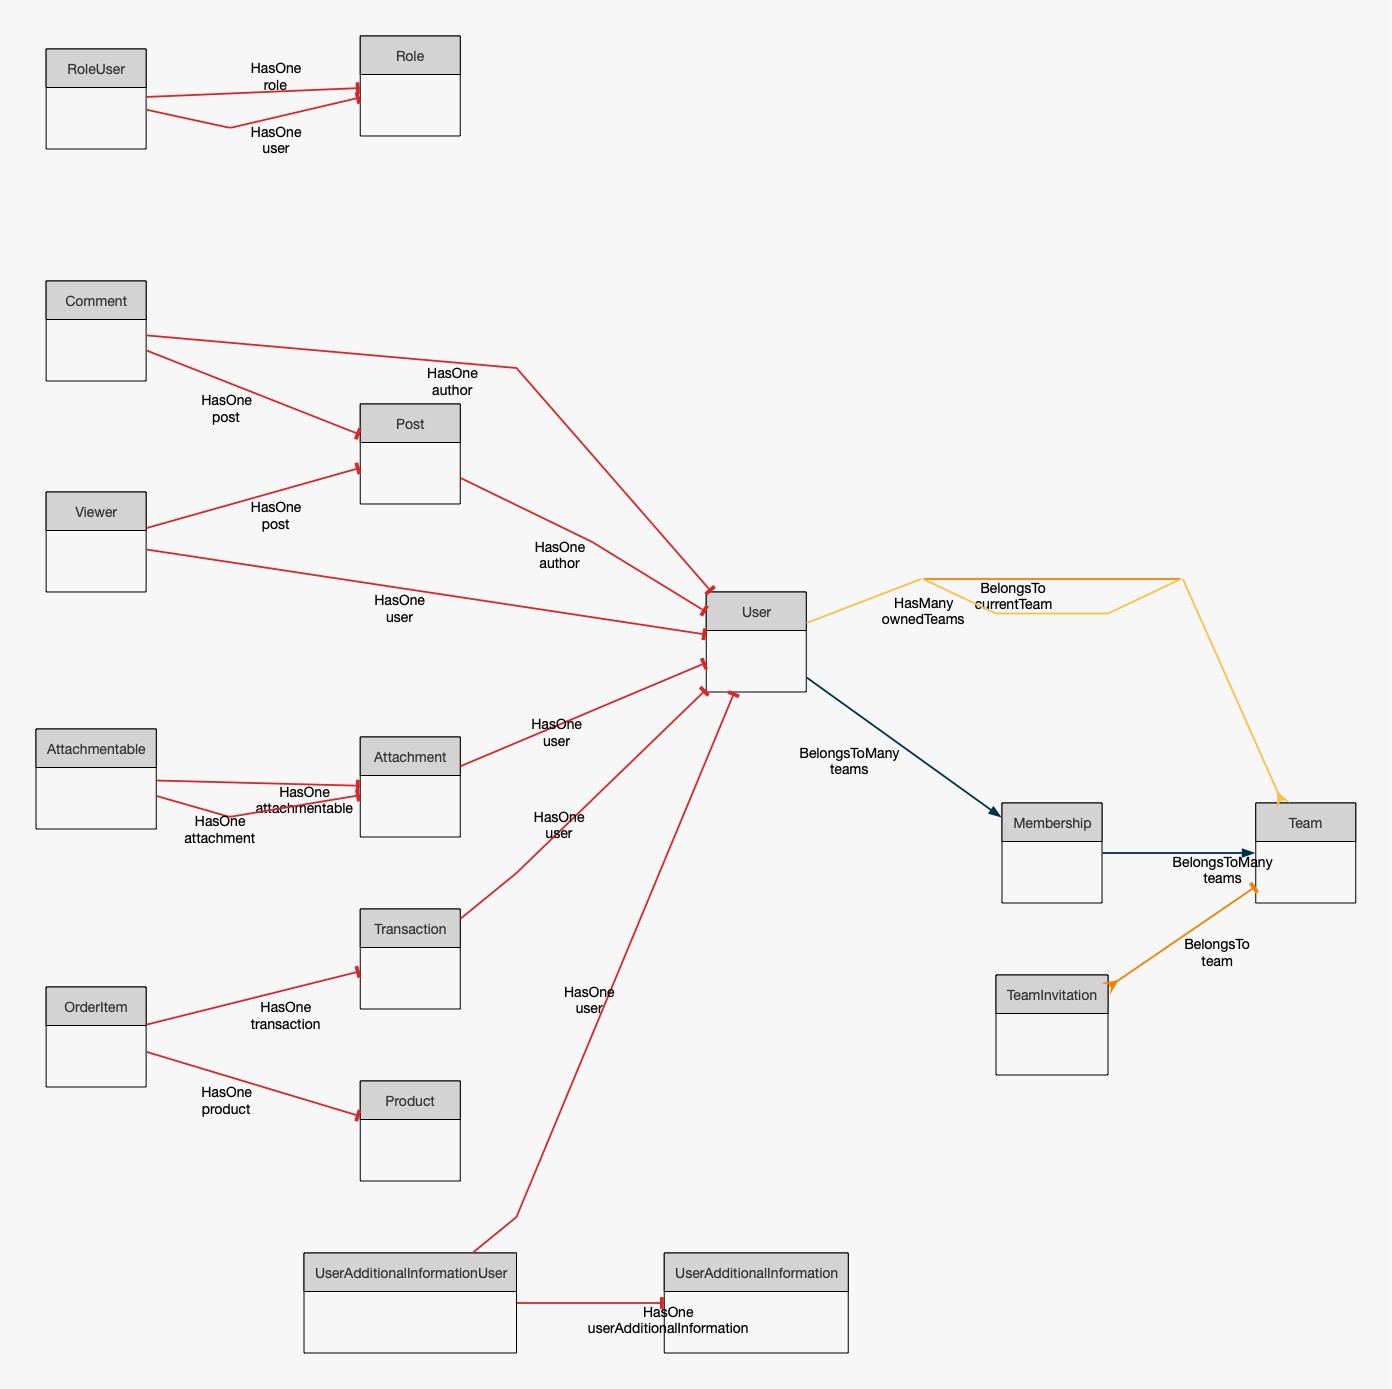 RoleUser
Role
HasOne
role
HasOne
user
Comment
HasOne
author
HasOne
post
Post
Viewer
HasOne
post
HasOne
author
HasOne
user
User
HasMany
ownedTeams
BelongsTo
currentTeam
Attachmentable
Attachment
HasOne
user
HasOne
attachmentable
HasOne
attachment
BelongsToMany
teams
HasOne
user
Membership
Team
BelongsToMany
teams
Transaction
BelongsTo
team
TeamInvitation
OrderItem
HasOne
transaction
HasOne
user
HasOne
product
Product
UserAdditionalInformationUser
UserAdditionalInformation
HasOne
userAdditionalInformation